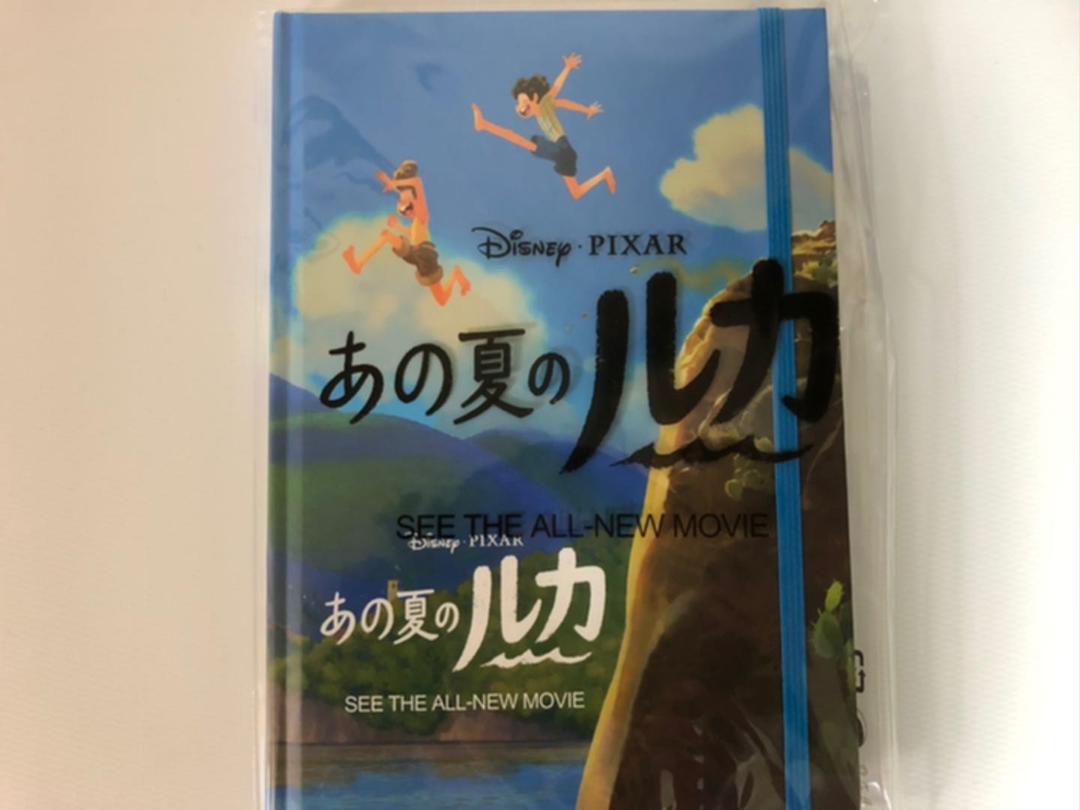 Disney · PIXAR
あの夏のルカ
SEE THE ALL-NEW MOVIE
Disney · PIXAR
あの夏のルカ
SEE THE ALL-NEW MOVIE